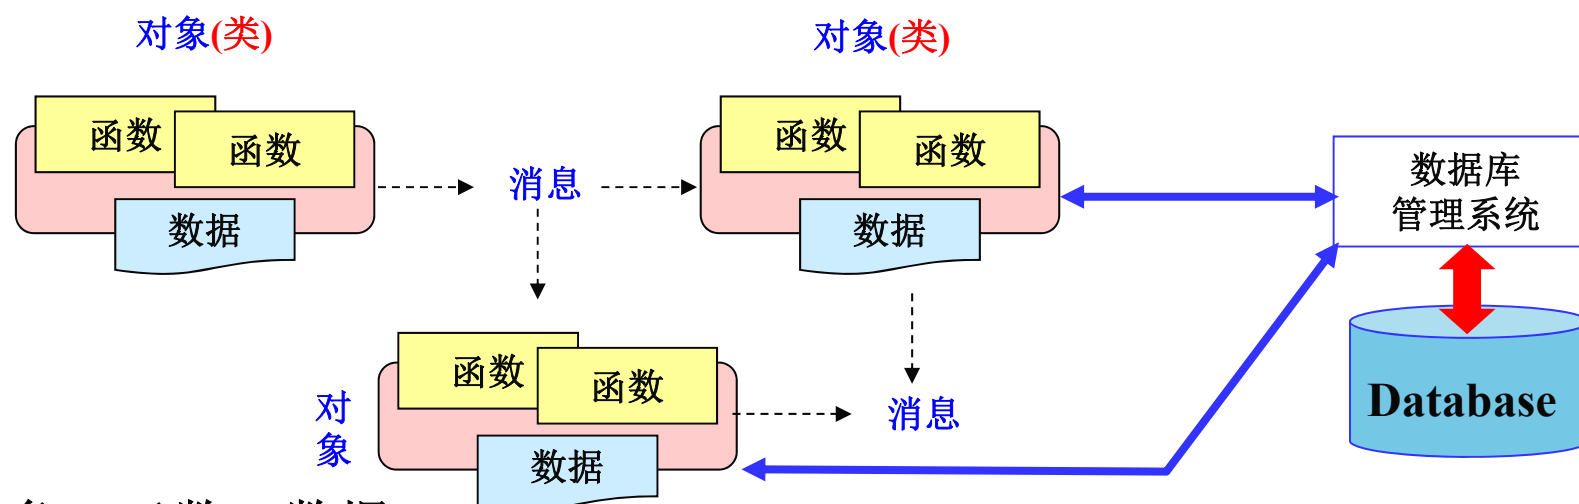 对象(类)
对象(类)
函数
函数
数据
消息
函数
函数
数据
数据库
管理系统
函数
函数
数据
对
象
消息
Database